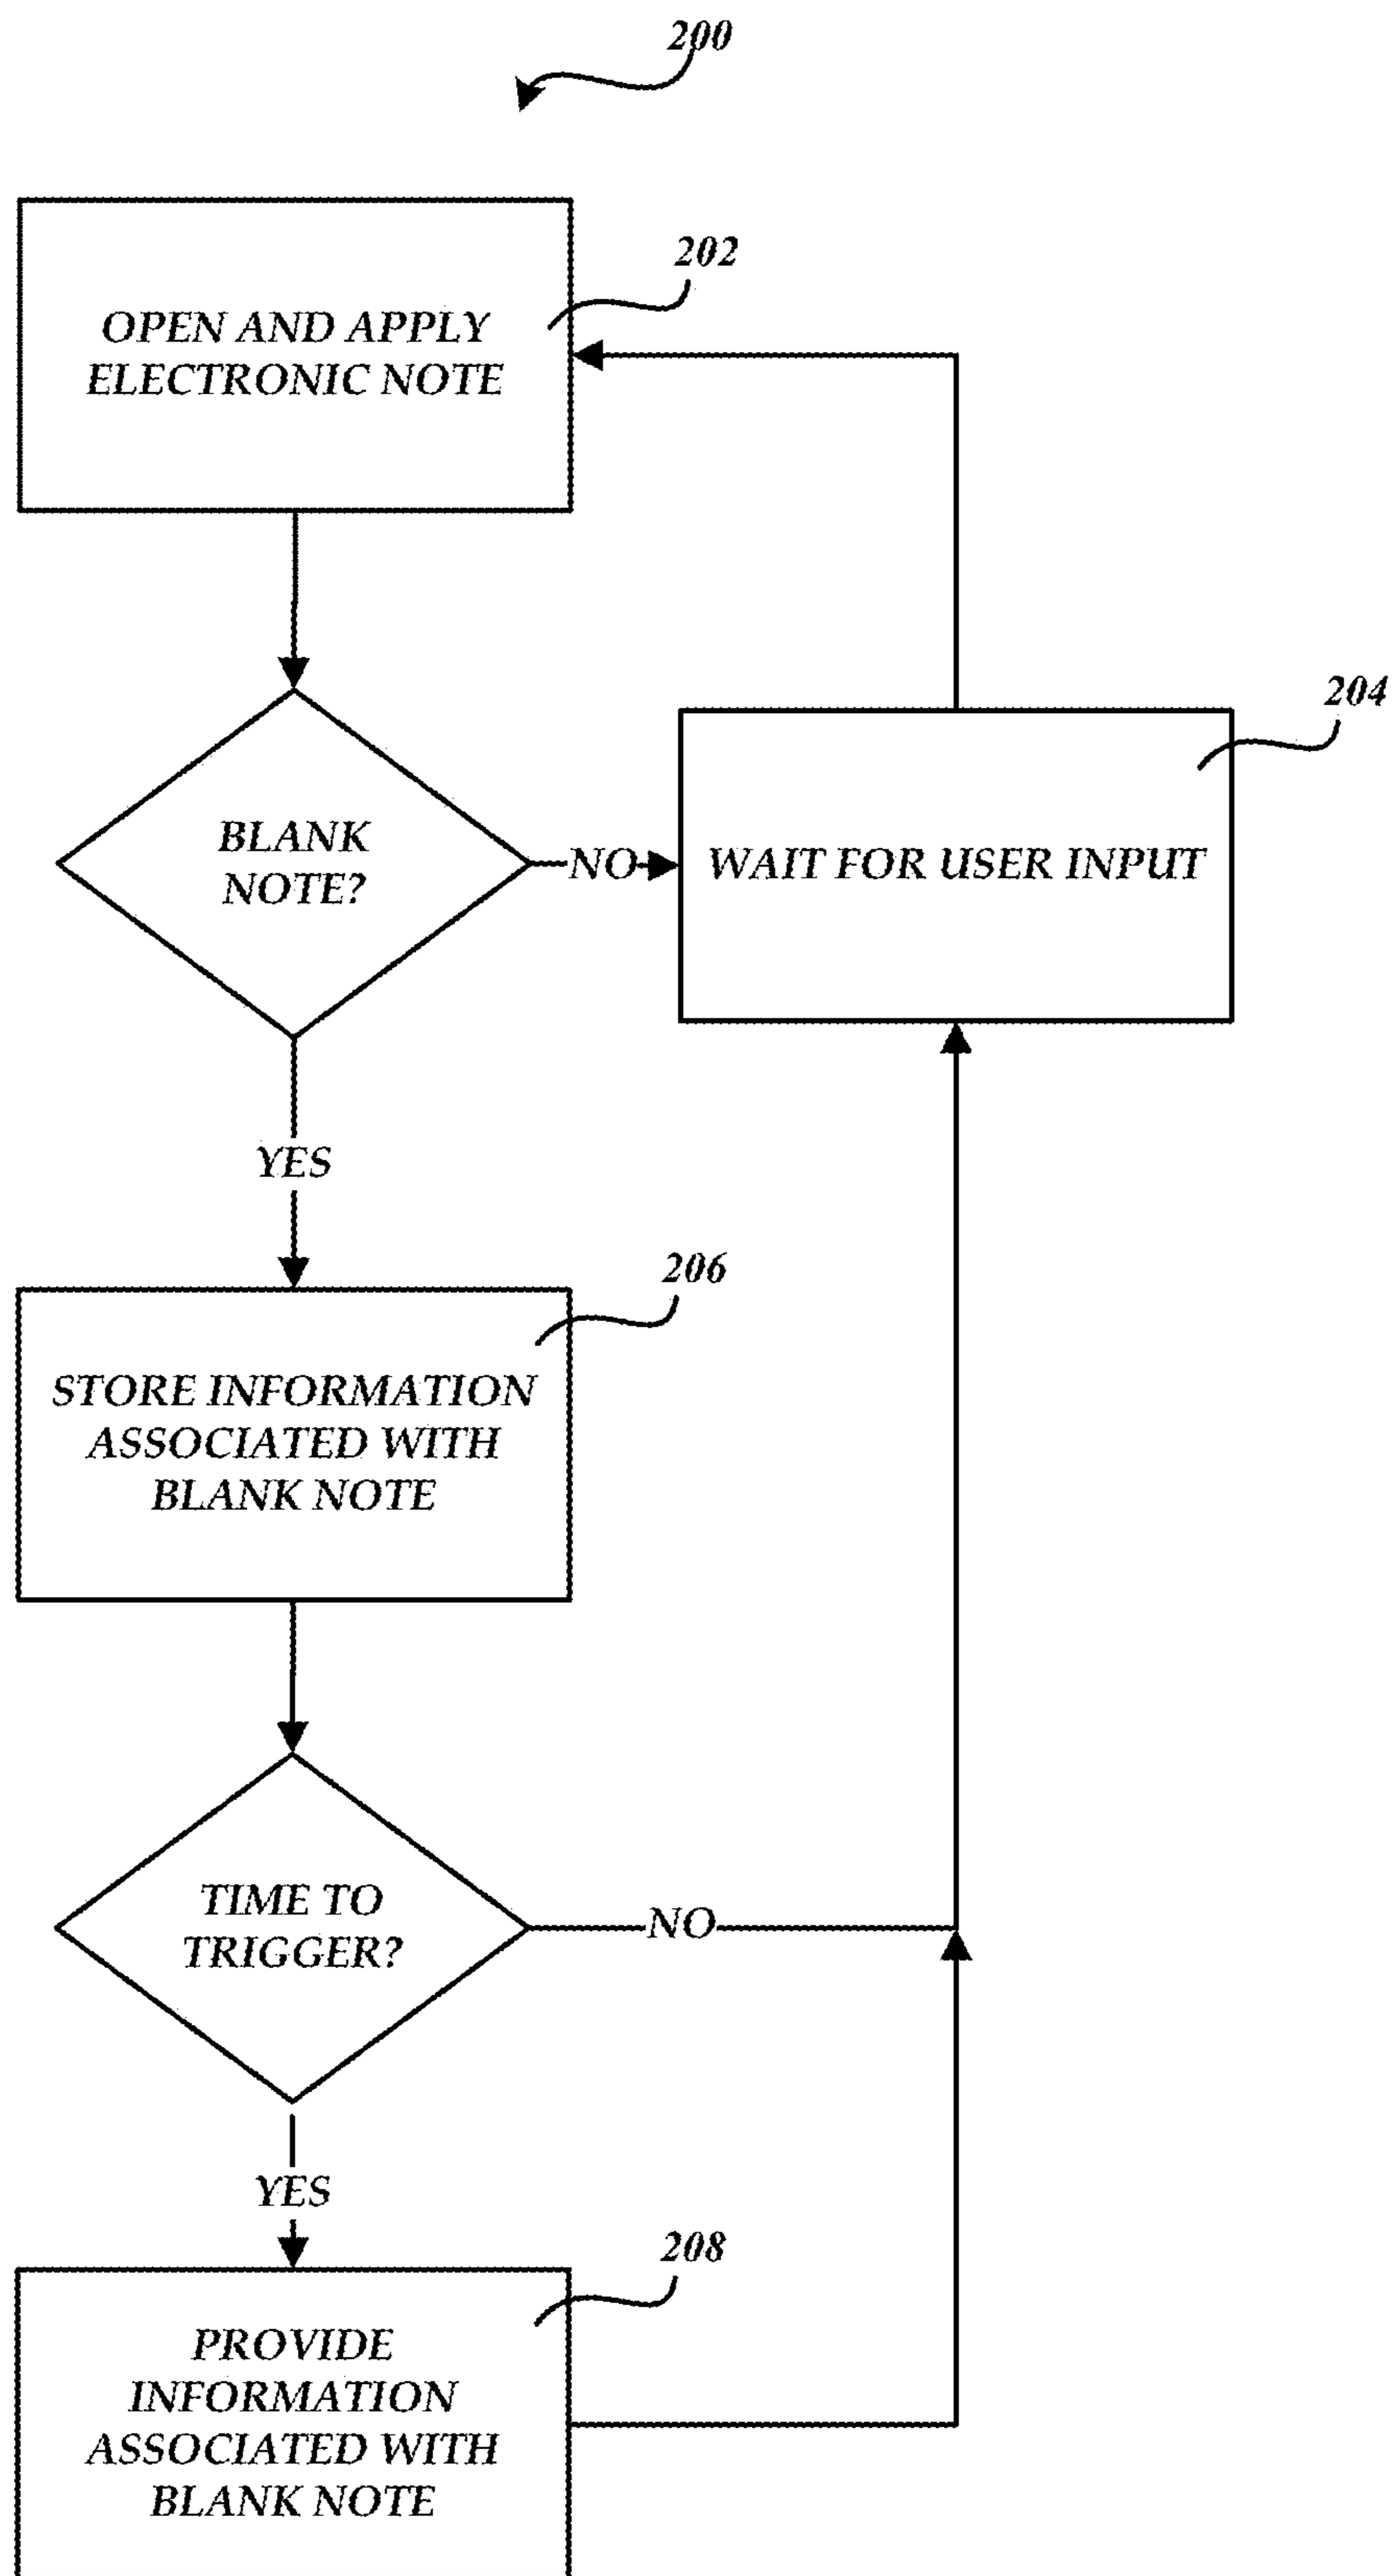 200
202
OPEN AND APPLY
ELECTRONIC NOTE
204
BLANK
NOTE?
NO
WAIT FOR USER INPUT
YES
206
STORE INFORMATION
ASSOCIATED WITH
BLANK NOTE
TIME TO
TRIGGER?
NO
YES
208
PROVIDE
INFORMATION
ASSOCIATED WITH
BLANK NOTE